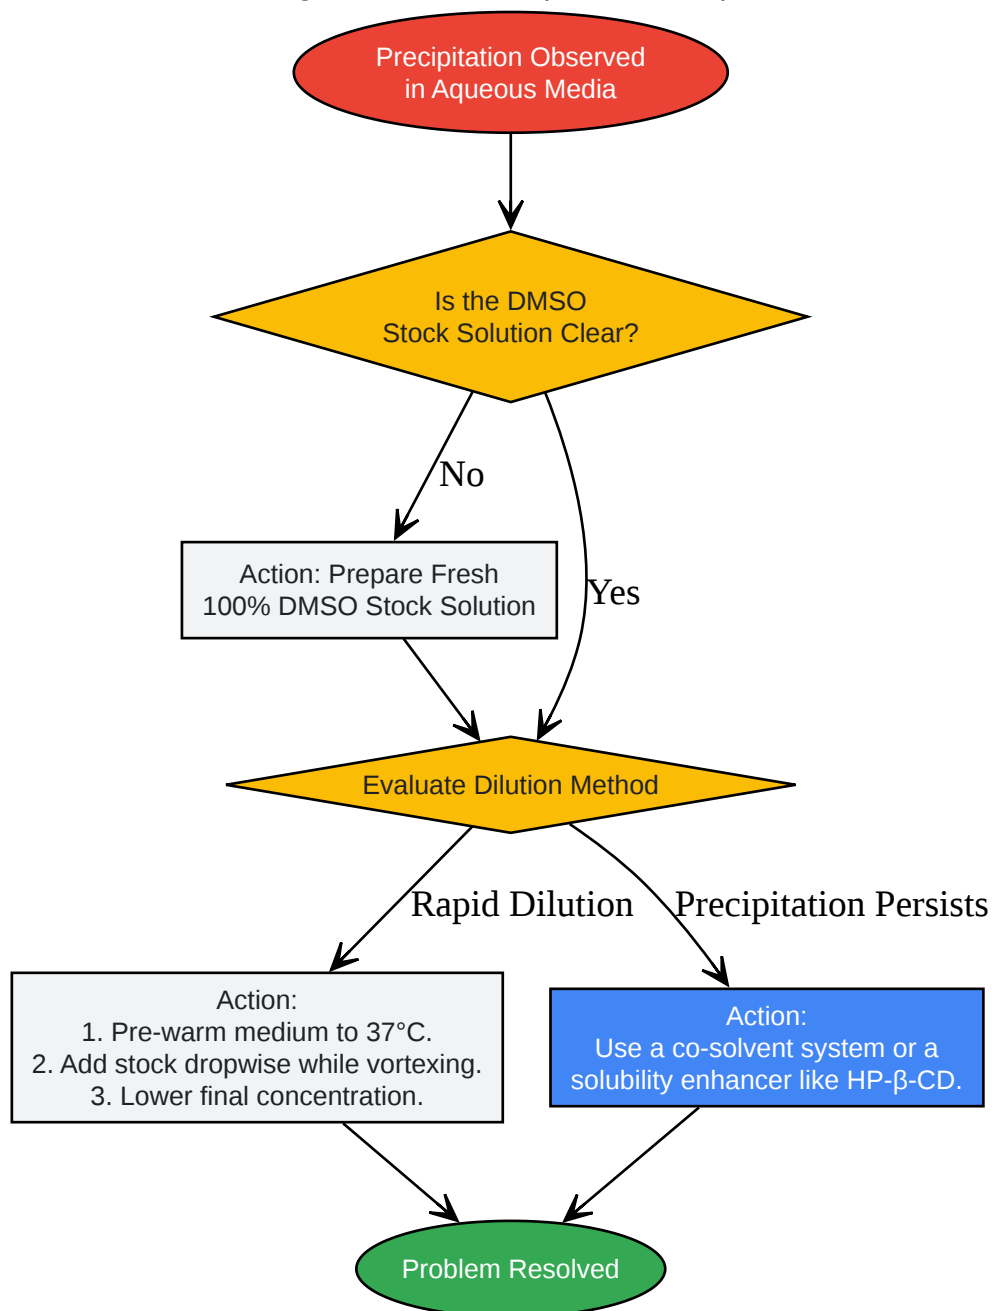 Precipitation Observed
in Aqueous Media
Is the DMSO
Stock Solution Clear?
No
Action: Prepare Fresh
100% DMSO Stock Solution
Yes
Evaluate Dilution Method
Rapid Dilution
Precipitation Persists
Action:
1. Pre-warm medium to 37°C.
2. Add stock dropwise while vortexing.
3. Lower final concentration.
Action:
Use a co-solvent system or a
solubility enhancer like HP-β-CD.
Problem Resolved